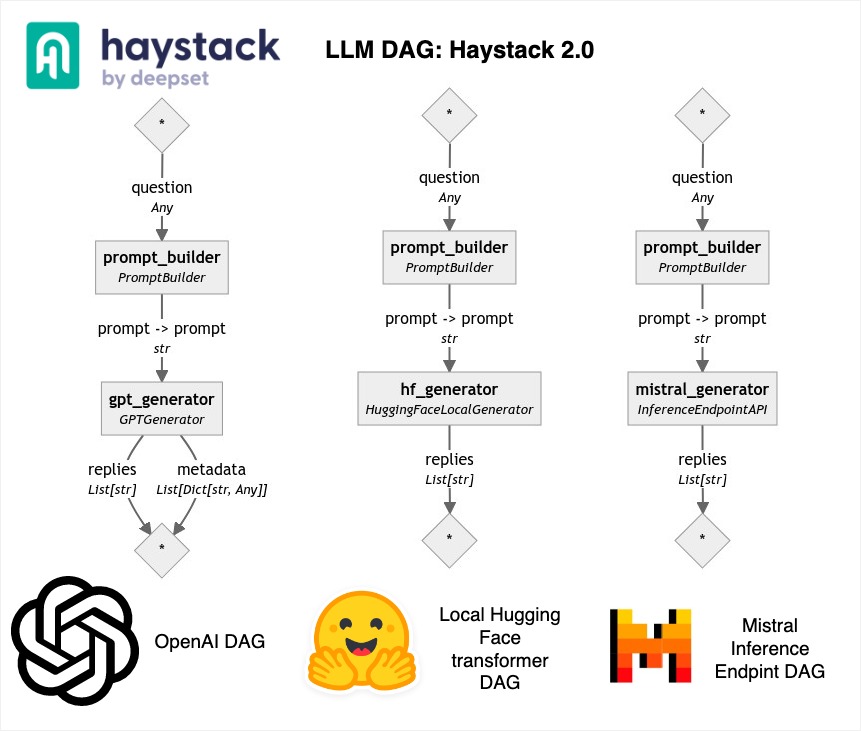 haystack
by deepset
LLM DAG: Haystack 2.0
*
question
Any
prompt_builder
PromptBuilder
prompt -> prompt
str
gpt_generator
GPTGenerator
replies
List[str]
metadata
List[Dict[str, Any]]
*
OpenAI DAG
*
question
Any
prompt_builder
PromptBuilder
prompt -> prompt
str
hf_generator
HuggingFaceLocalGenerator
replies
List[str]
*
Local Hugging
Face
transformer
DAG
*
question
Any
prompt_builder
PromptBuilder
prompt -> prompt
str
mistral_generator
InferenceEndpointAPI
replies
List[str]
*
Mistral
Inference
Endpint DAG